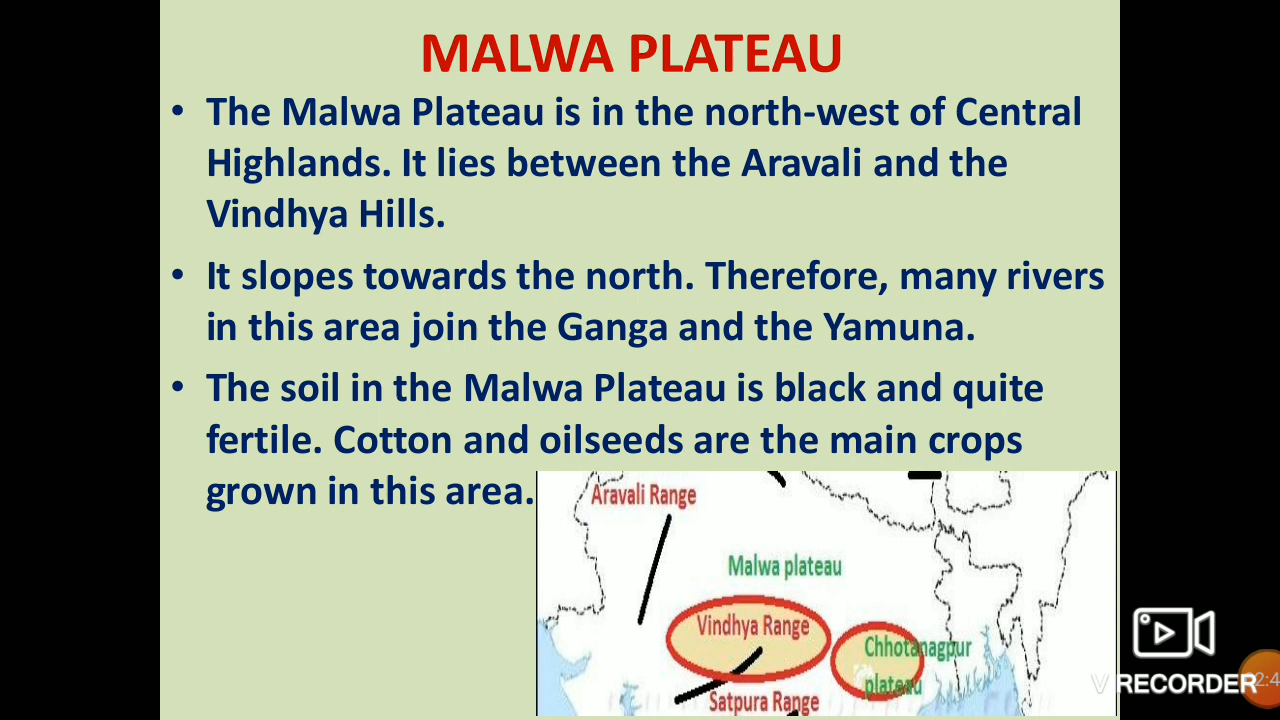 MALWA PLATEAU
• The Malwa Plateau is in the north-west of Central
Highlands. It lies between the Aravali and the
Vindhya Hills.
• It slopes towards the north. Therefore, many rivers
in this area join the Ganga and the Yamuna.
• The soil in the Malwa Plateau is black and quite
fertile. Cotton and oilseeds are the main crops
grown in this area.
Aravali Range
Malwa plateau
Vindhya Range
Chhotanagpur
plateau
Satpura Range
V RECORDER